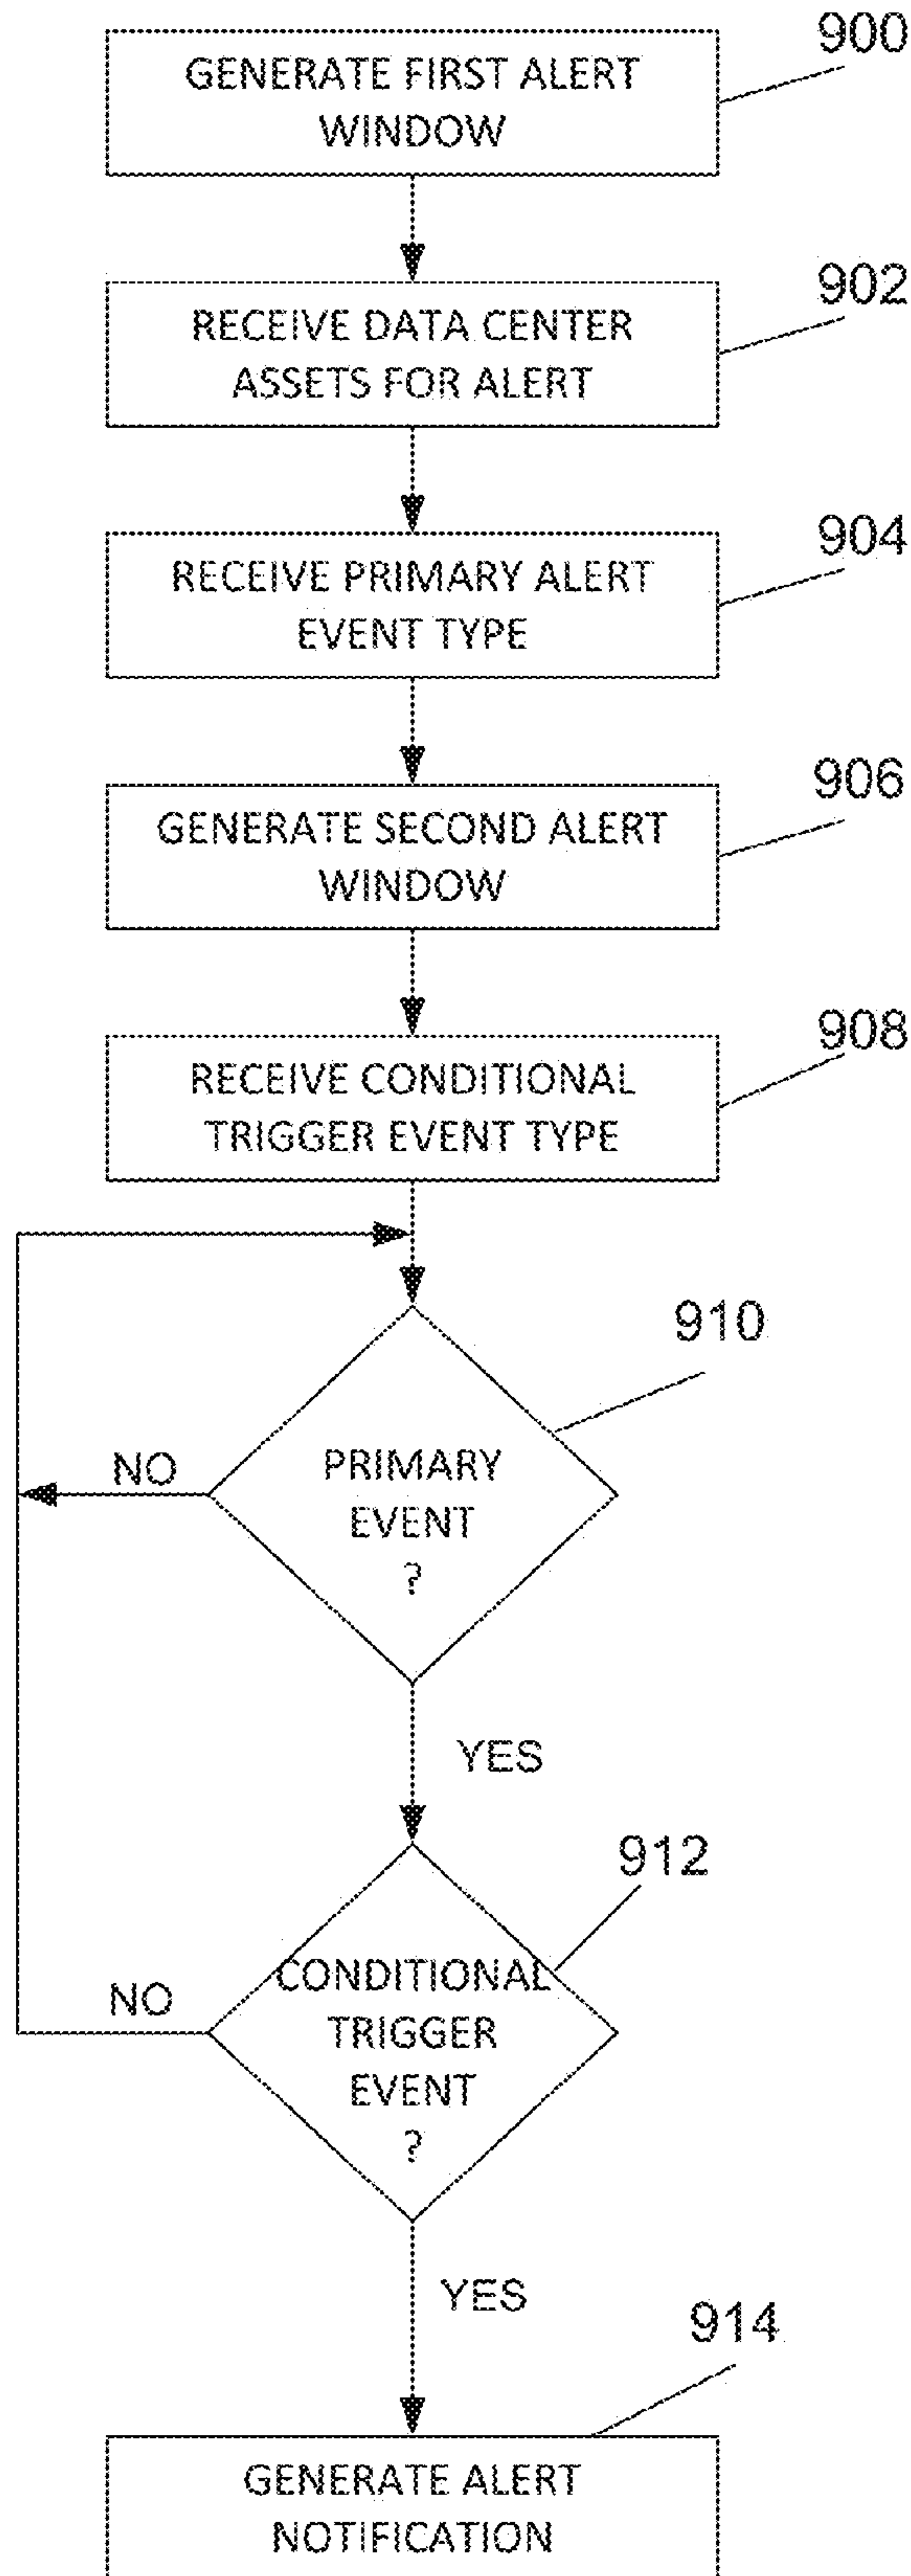 900
GENERATE FIRST ALERT
WINDOW
902
RECEIVE DATA CENTER
ASSETS FOR ALERT
904
RECEIVE PRIMARY ALERT
EVENT TYPE
906
GENERATE SECOND ALERT
WINDOW
908
RECEIVE CONDITIONAL
TRIGGER EVENT TYPE
910
NO
PRIMARY
EVENT
?
YES
912
NO
CONDITIONAL
TRIGGER
EVENT
?
YES
914
GENERATE ALERT
NOTIFICATION